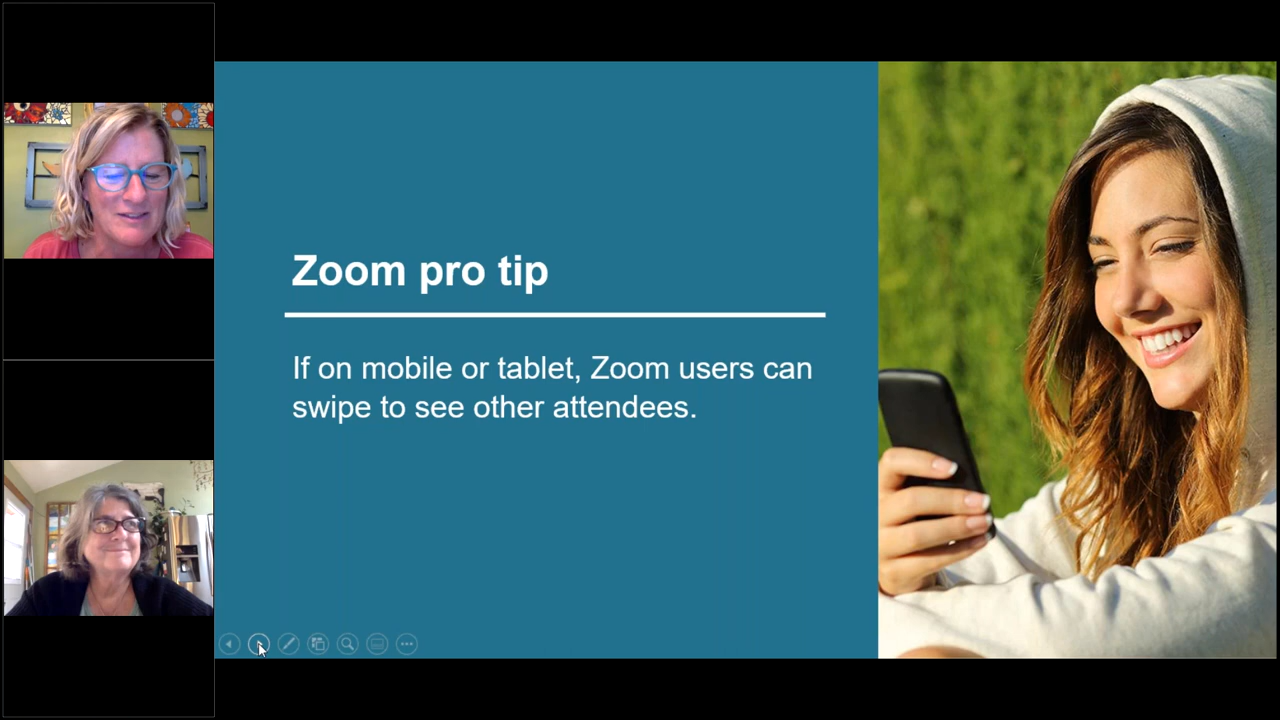 Zoom pro tip
If on mobile or tablet, Zoom users can
swipe to see other attendees.